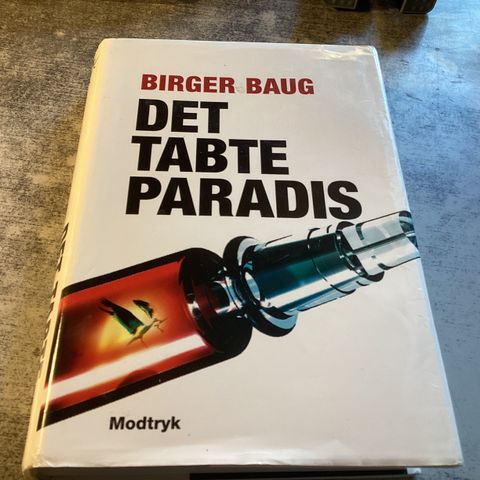 BIRGER BAUG
DET
TABTE
PARADIS
Modtryk